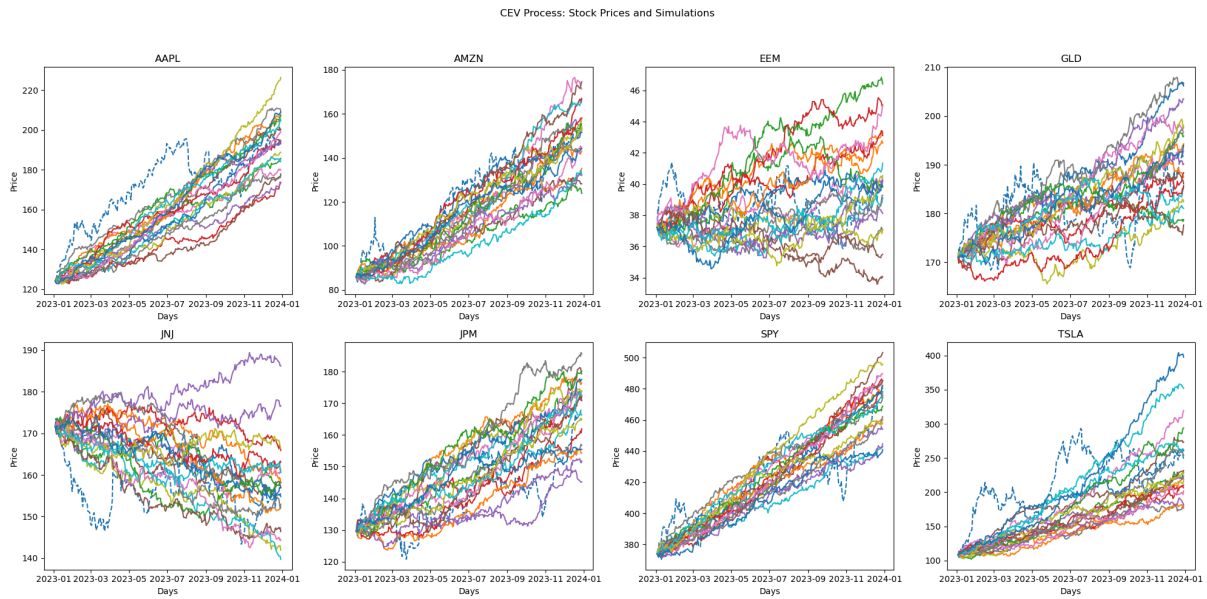 CEV Process: Stock Prices and Simulations
AAPL
220
200
180
160
140
120
Price
2023-01 2023-03 2023-05 2023-07 2023-09 2023-11 2024-01
Days
AMZN
180
160
140
120
100
80
Price
2023-01 2023-03 2023-05 2023-07 2023-09 2023-11 2024-01
Days
EEM
46
44
42
40
38
36
34
Price
2023-01 2023-03 2023-05 2023-07 2023-09 2023-11 2024-01
Days
GLD
210
200
190
180
170
Price
2023-01 2023-03 2023-05 2023-07 2023-09 2023-11 2024-01
Days
JNJ
190
180
170
160
150
140
Price
2023-01 2023-03 2023-05 2023-07 2023-09 2023-11 2024-01
Days
JPM
180
170
160
150
140
130
120
Price
2023-01 2023-03 2023-05 2023-07 2023-09 2023-11 2024-01
Days
SPY
500
480
460
440
420
400
380
Price
2023-01 2023-03 2023-05 2023-07 2023-09 2023-11 2024-01
Days
TSLA
400
350
300
250
200
150
100
Price
2023-01 2023-03 2023-05 2023-07 2023-09 2023-11 2024-01
Days